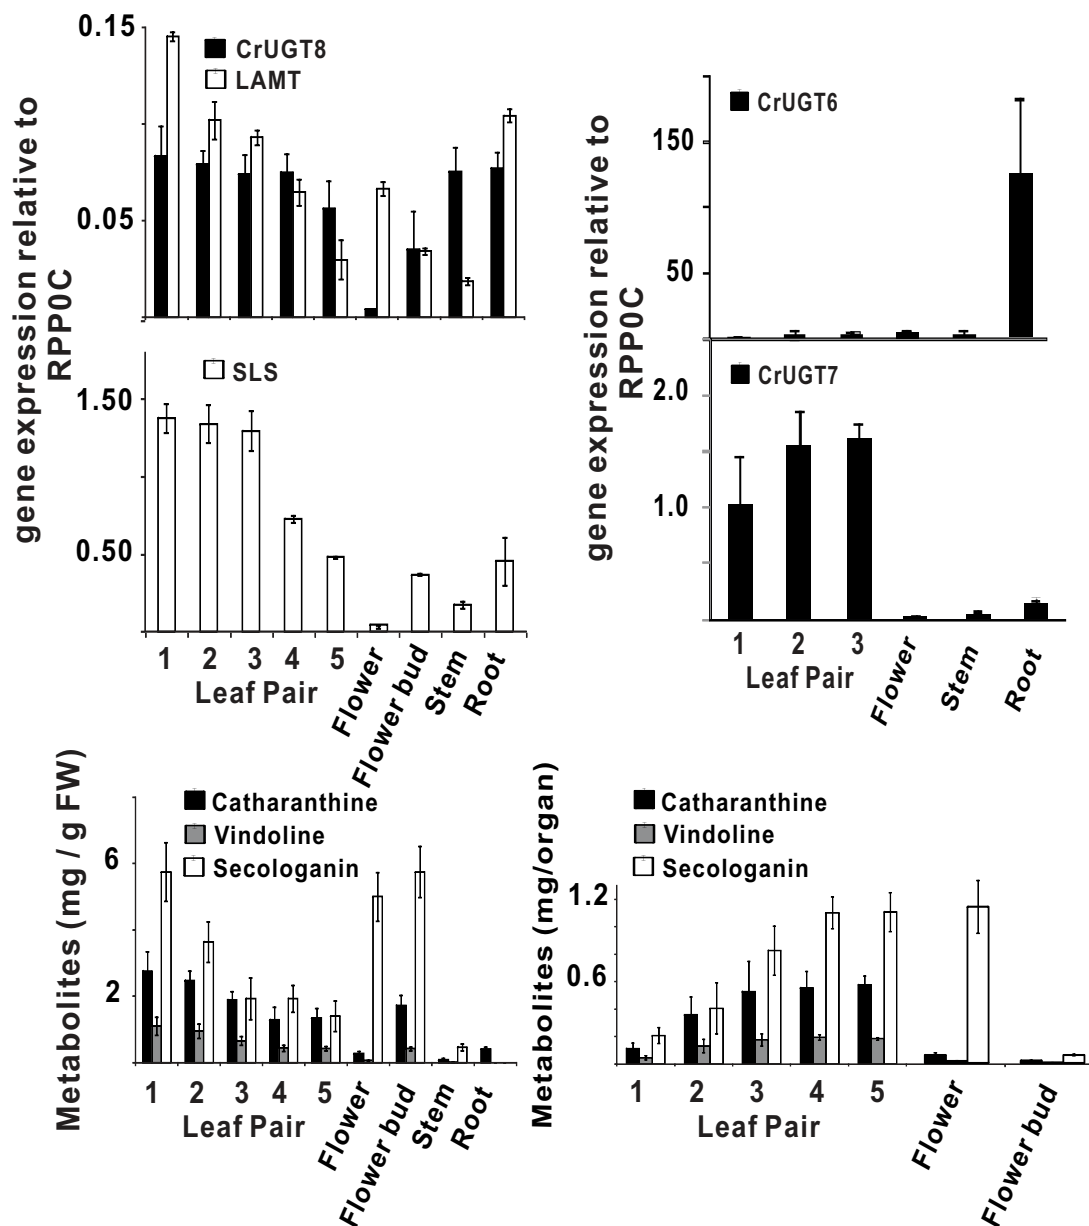 gene expression relative to
RPP0C
0.15
0.05
CrUGT8
LAMT
1.50
0.50
SLS
1 2 3 4 5 Flower Flower bud Stem Root
Leaf Pair
gene expression relative to
RPP0C
150
50
CrUGT6
2.0
1.0
CrUGT7
1 2 3 Flower Stem Root
Leaf Pair
Metabolites (mg / g FW)
6
2
Catharanthine
Vindoline
Secologanin
1 2 3 4 5 Flower Flower bud Stem Root
Leaf Pair
Metabolites (mg/organ)
1.2
0.6
Catharanthine
Vindoline
Secologanin
1 2 3 4 5 Flower Flower bud
Leaf Pair